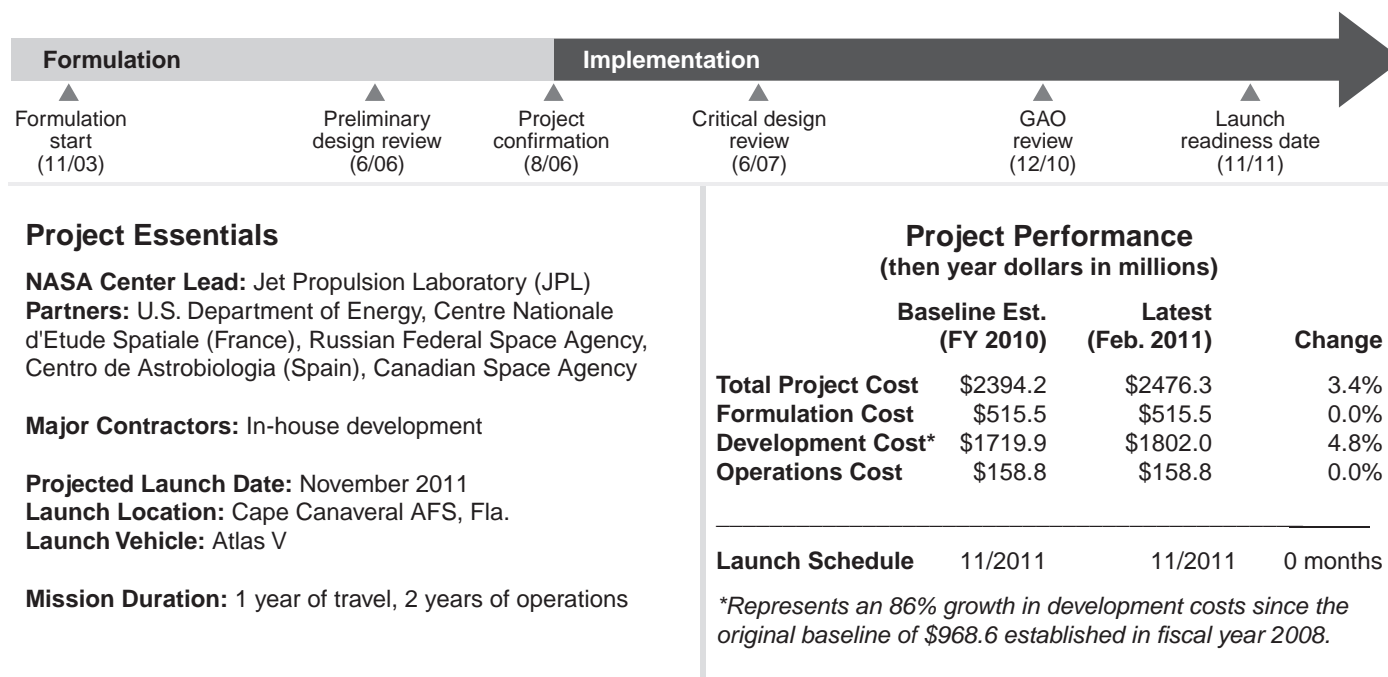 Formulation
Implementation
Formulation
start
(11/03)
Preliminary
design review
(6/06)
Project
confirmation
(8/06)
Critical design
review
(6/07)
GAO
review
(12/10)
Launch
readiness date
(11/11)
Project Essentials
NASA Center Lead: Jet Propulsion Laboratory (JPL)
Partners: U.S. Department of Energy, Centre Nationale
d'Etude Spatiale (France), Russian Federal Space Agency,
Centro de Astrobiologia (Spain), Canadian Space Agency
Major Contractors: In-house development
Projected Launch Date: November 2011
Launch Location: Cape Canaveral AFS, Fla.
Launch Vehicle: Atlas V
Mission Duration: 1 year of travel, 2 years of operations
Project Performance
(then year dollars in millions)
Baseline Est. Latest
(FY 2010) (Feb. 2011) Change
Total Project Cost $2394.2 $2476.3 3.4%
Formulation Cost $515.5 $515.5 0.0%
Development Cost* $1719.9 $1802.0 4.8%
Operations Cost $158.8 $158.8 0.0%
Launch Schedule 11/2011 11/2011 0 months
*Represents an 86% growth in development costs since the
original baseline of $968.6 established in fiscal year 2008.